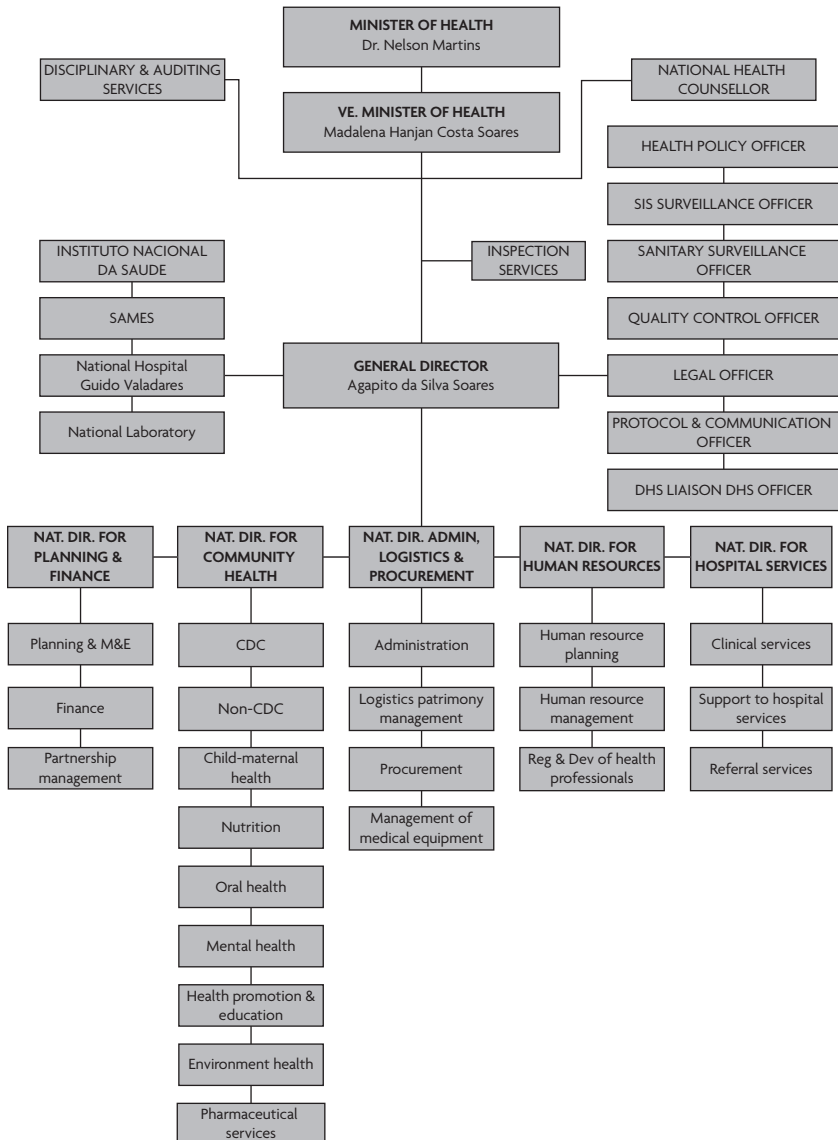 MINISTER OF HEALTH
Dr. Nelson Martins
DISCIPLINARY & AUDITING
SERVICES
NATIONAL HEALTH
COUNSELLOR
VE. MINISTER OF HEALTH
Madalena Hanjan Costa Soares
HEALTH POLICY OFFICER
SIS SURVEILLANCE OFFICER
INSTITUTO NACIONAL
DA SAUDE
INSPECTION
SERVICES
SANITARY SURVEILLANCE
OFFICER
SAMES
QUALITY CONTROL OFFICER
National Hospital
Guido Valadares
GENERAL DIRECTOR
Agapito da Silva Soares
LEGAL OFFICER
National Laboratory
PROTOCOL & COMMUNICATION
OFFICER
DHS LIAISON DHS OFFICER
NAT. DIR. FOR
PLANNING &
FINANCE
NAT. DIR. FOR
COMMUNITY
HEALTH
NAT. DIR. ADMIN,
LOGISTICS &
PROCUREMENT
NAT. DIR. FOR
HUMAN RESOURCES
NAT. DIR. FOR
HOSPITAL SERVICES
Planning & M&E
CDC
Administration
Human resource
planning
Clinical services
Finance
Non-CDC
Logistics patrimony
management
Human resource
management
Support to hospital
services
Partnership
management
Child-maternal
health
Procurement
Reg & Dev of health
professionals
Referral services
Nutrition
Management of
medical equipment
Oral health
Mental health
Health promotion &
education
Environment health
Pharmaceutical
services